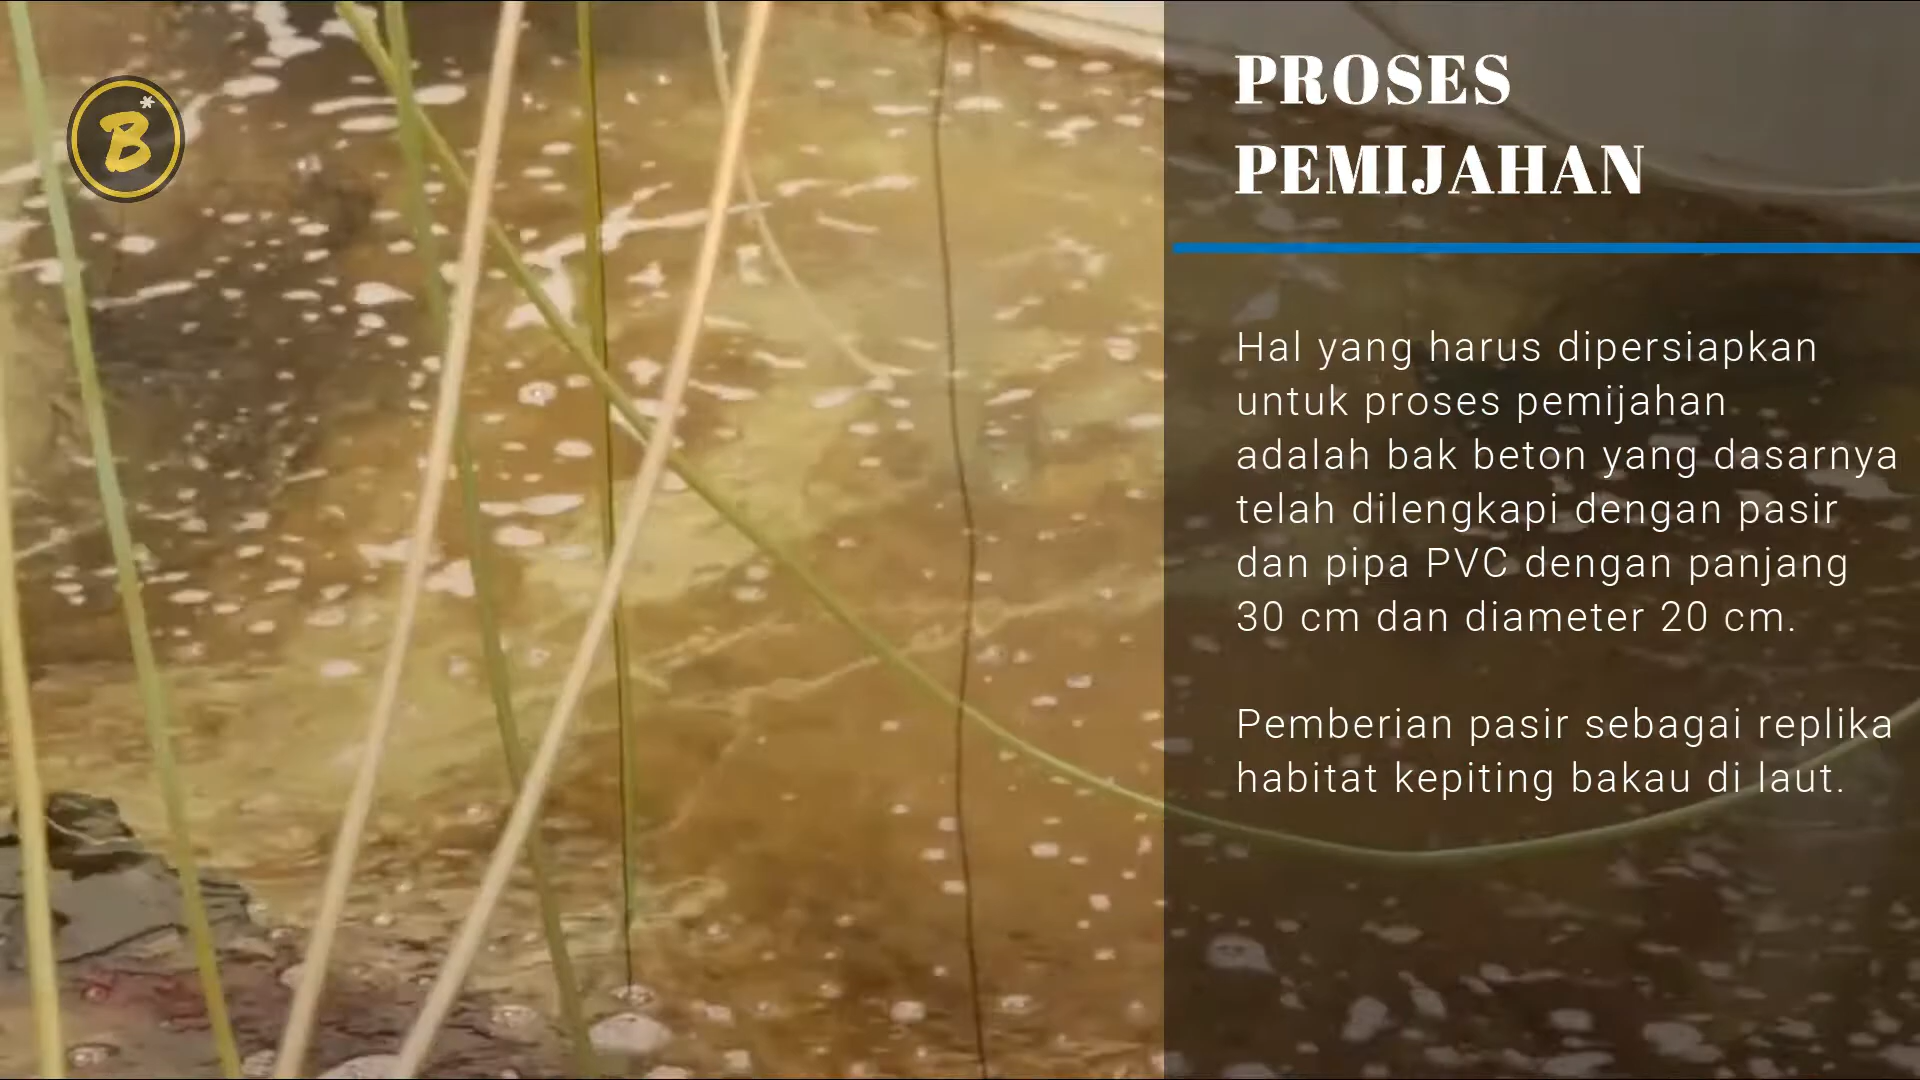 B*
PROSES
PEMIJAHAN
Hal yang harus dipersiapkan
untuk proses pemijahan
adalah bak beton yang dasarnya
telah dilengkapi dengan pasir
dan pipa PVC dengan panjang
30 cm dan diameter 20 cm.
Pemberian pasir sebagai replika
habitat kepiting bakau di laut.